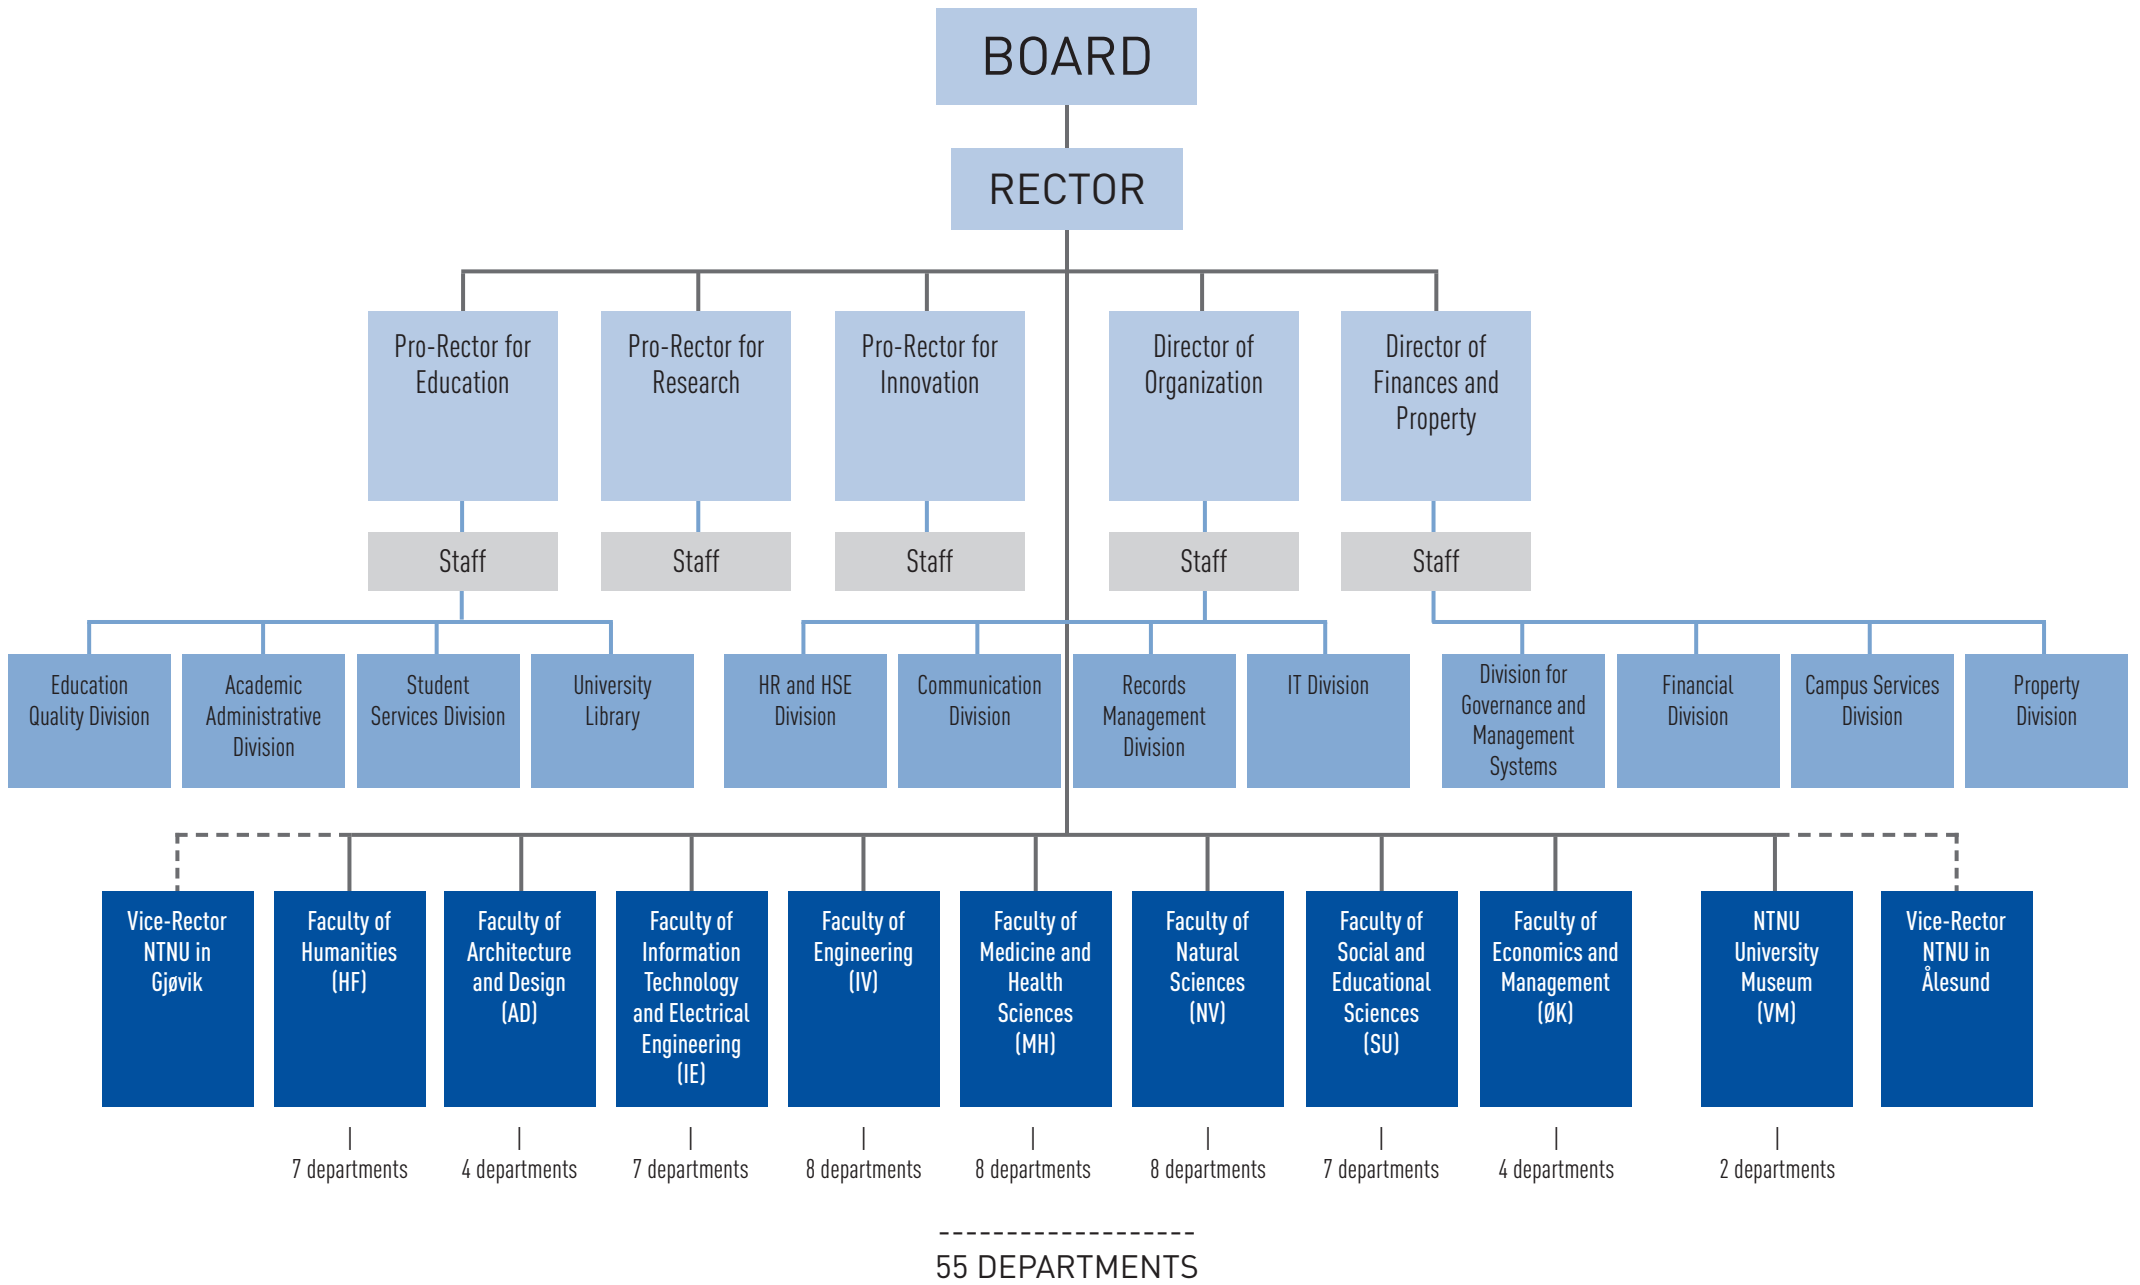 BOARD
RECTOR
Pro-Rector for
Education
Pro-Rector for
Research
Pro-Rector for
Innovation
Director of
Organization
Director of
Finances and
Property
Staff
Staff
Staff
Staff
Staff
Education
Quality Division
Academic
Administrative
Division
Student
Services Division
University
Library
HR and HSE
Division
Communication
Division
Records
Management
Division
IT Division
Division for
Governance and
Management
Systems
Financial
Division
Campus Services
Division
Property
Division
Vice-Rector
NTNU in
Gjøvik
Faculty of
Humanities
(HF)
Faculty of
Architecture
and Design
(AD)
Faculty of
Information
Technology
and Electrical
Engineering
(IE)
Faculty of
Engineering
(IV)
Faculty of
Medicine and
Health
Sciences
(MH)
Faculty of
Natural
Sciences
(NV)
Faculty of
Social and
Educational
Sciences
(SU)
Faculty of
Economics and
Management
(ØK)
NTNU
University
Museum
(VM)
Vice-Rector
NTNU in
Ålesund
7 departments
4 departments
7 departments
8 departments
8 departments
8 departments
7 departments
4 departments
2 departments
55 DEPARTMENTS